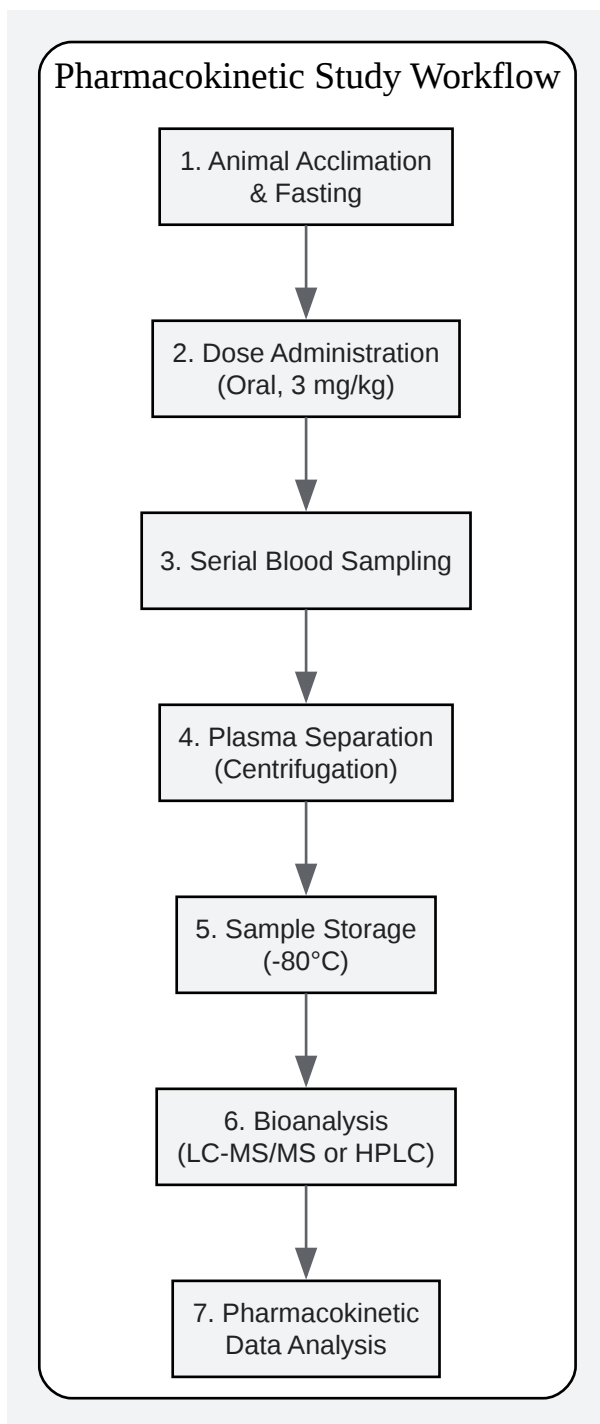 Pharmacokinetic Study Workflow
1. Animal Acclimation
& Fasting
2. Dose Administration
(Oral, 3 mg/kg)
3. Serial Blood Sampling
4. Plasma Separation
(Centrifugation)
5. Sample Storage
(-80°C)
6. Bioanalysis
(LC-MS/MS or HPLC)
7. Pharmacokinetic
Data Analysis